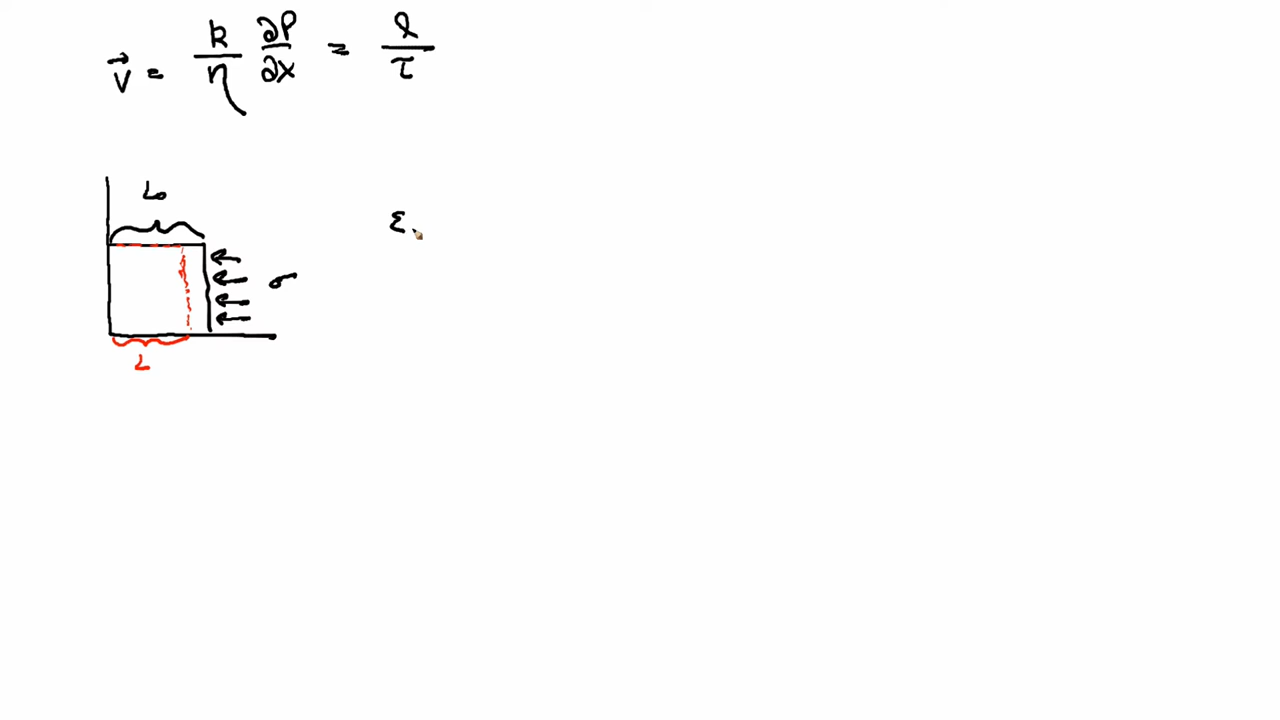 v⃗ = k/η ∂P/∂x = l/τ
L₀
ε
σ
L